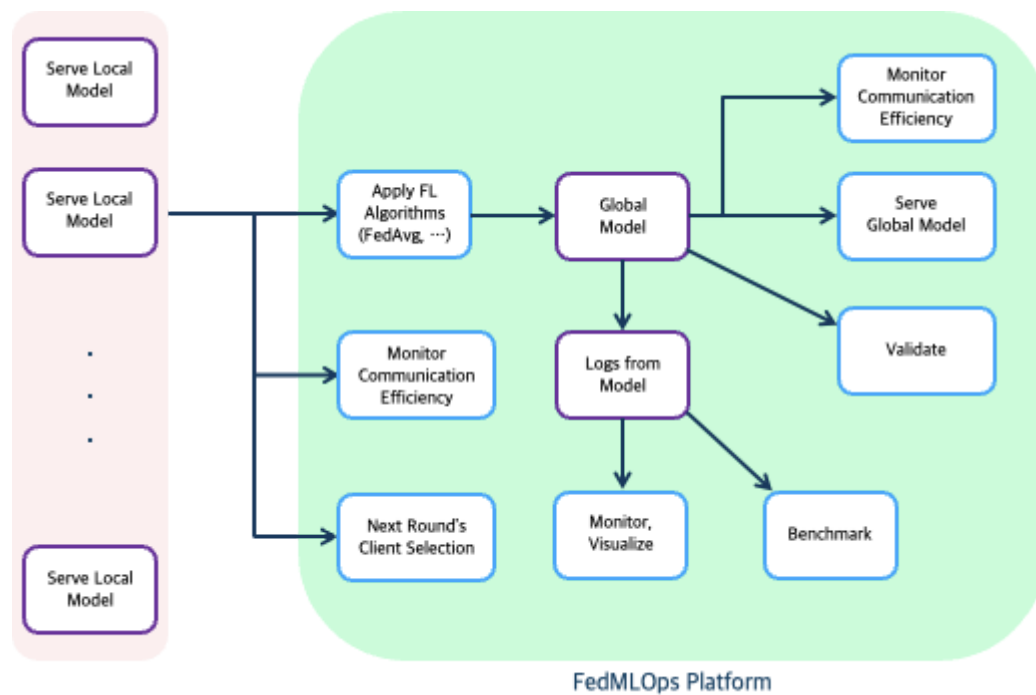 Serve Local
Model
Serve Local
Model
.
.
.
Serve Local
Model
Apply FL
Algorithms
(FedAvg, ⋯)
Monitor
Communication
Efficiency
Next Round's
Client Selection
Global
Model
Logs from
Model
Monitor,
Visualize
Benchmark
Monitor
Communication
Efficiency
Serve
Global Model
Validate
FedMLOps Platform